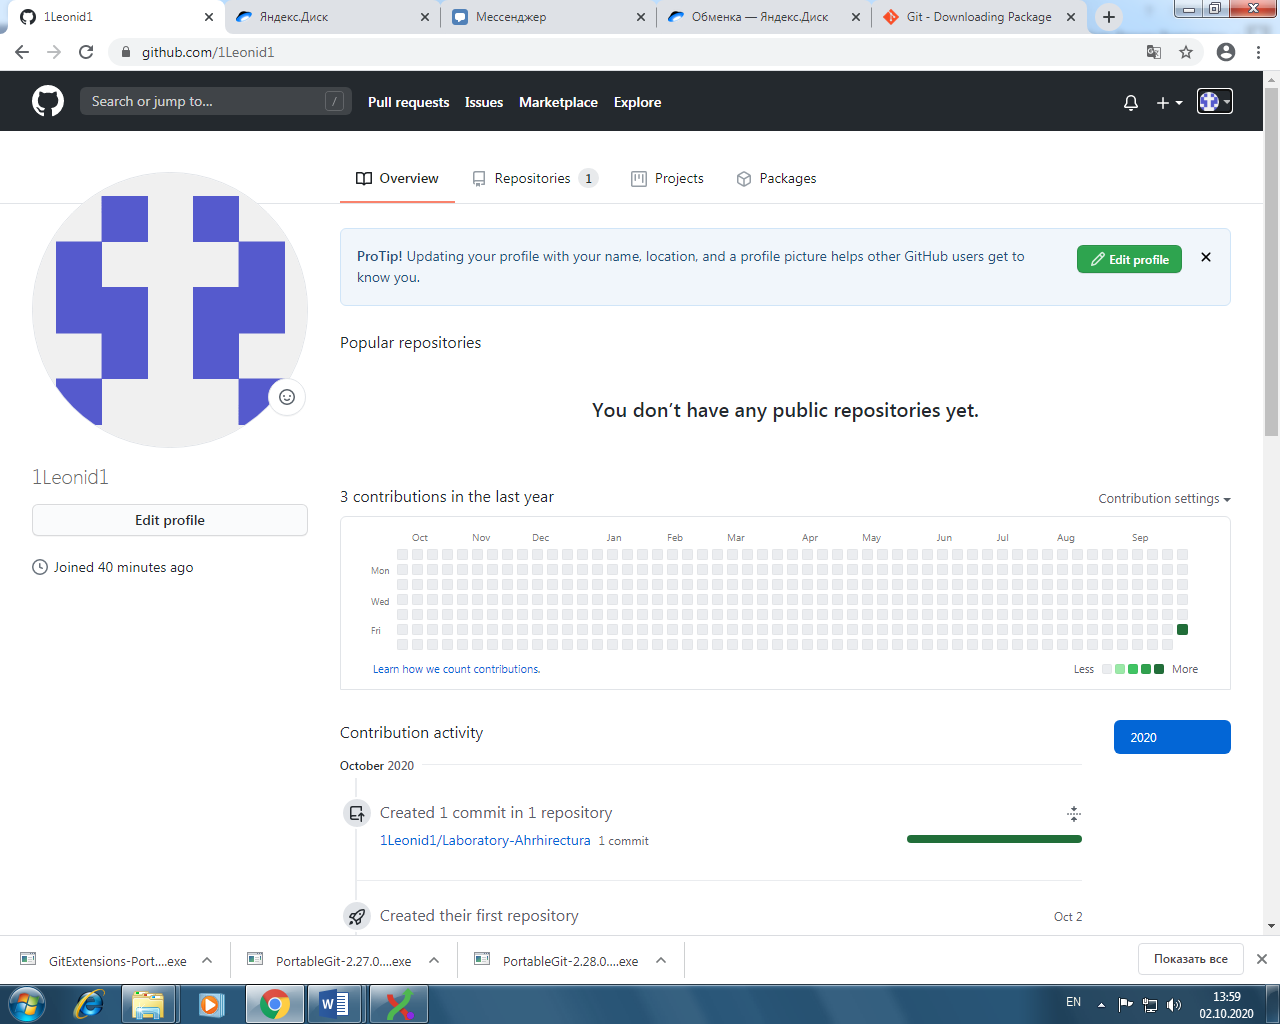 1Leonid1
Яндекс.Диск
Мессенджер
Обменка — Яндекс.Диск
Git - Downloading Package
github.com/1Leonid1
Search or jump to...
/
Pull requests
Issues
Marketplace
Explore
Overview
Repositories 1
Projects
Packages
ProTip! Updating your profile with your name, location, and a profile picture helps other GitHub users get to
know you.
Edit profile
Popular repositories
You don’t have any public repositories yet.
1Leonid1
Edit profile
Joined 40 minutes ago
3 contributions in the last year
Contribution settings
Oct Nov Dec Jan Feb Mar Apr May Jun Jul Aug Sep
Mon
Wed
Fri
Learn how we count contributions.
Less
More
Contribution activity
2020
October 2020
Created 1 commit in 1 repository
1Leonid1/Laboratory-Ahrhirectura 1 commit
Created their first repository
Oct 2
GitExtensions-Port....exe
PortableGit-2.27.0....exe
PortableGit-2.28.0....exe
Показать все
EN
13:59
02.10.2020